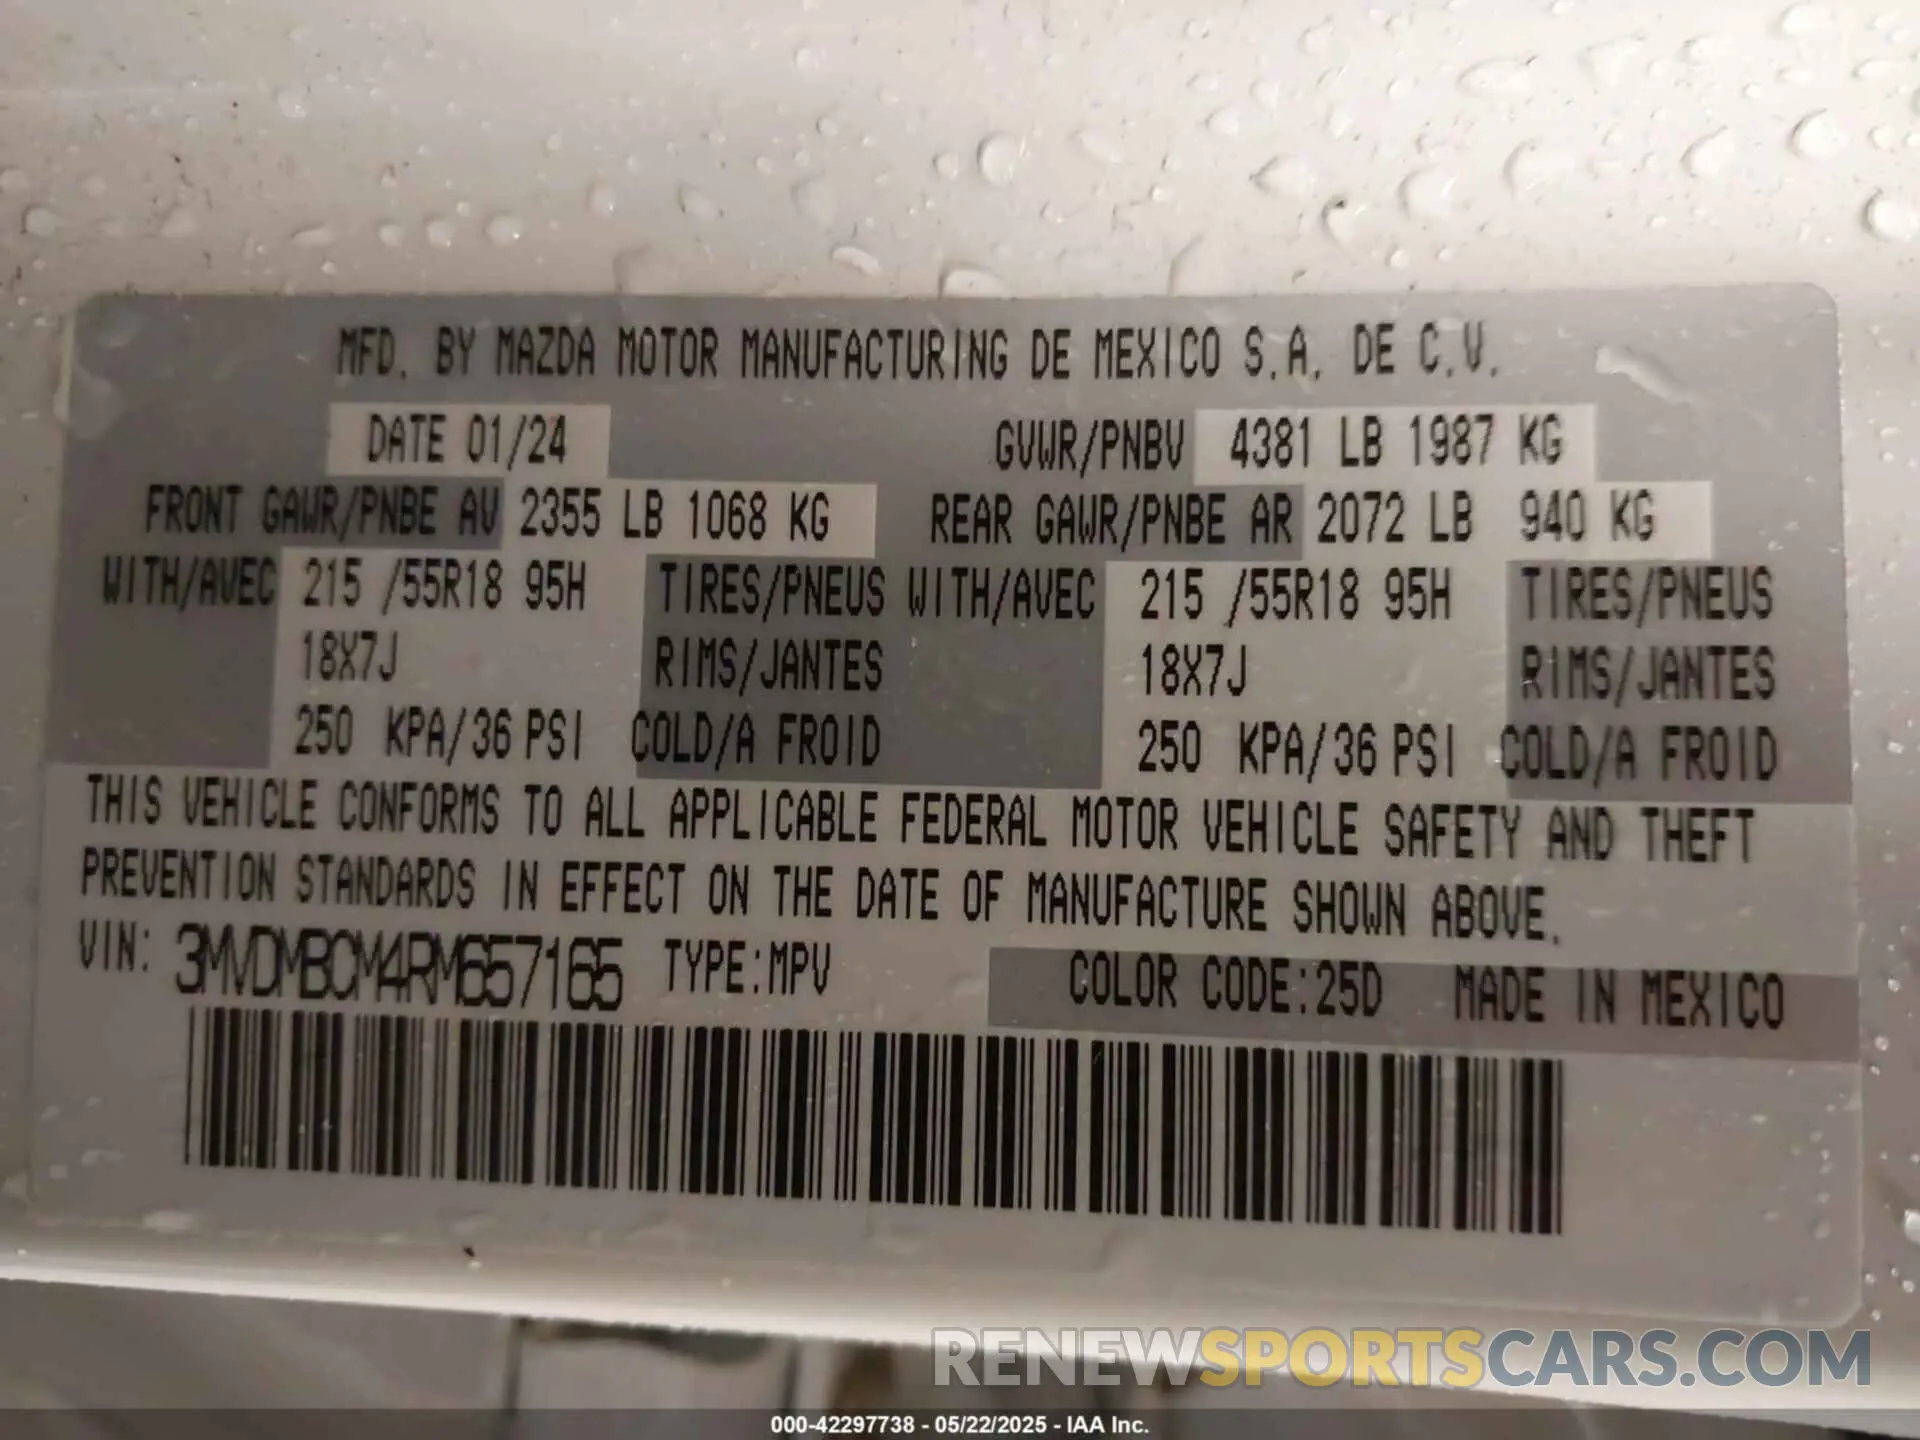 MFD. BY MAZDA MOTOR MANUFACTURING DE MEXICO S.A. DE C.V.
DATE 01/24 GVWR/PNBV 4381 LB 1987 KG
FRONT GAWR/PNBE AV 2355 LB 1068 KG REAR GAWR/PNBE AR 2072 LB 940 KG
WITH/AVEC 215 /55R18 95H TIRES/PNEUS WITH/AVEC 215 /55R18 95H TIRES/PNEUS
18X7J RIMS/JANTES 18X7J RIMS/JANTES
250 KPA/36 PSI COLD/A FROID 250 KPA/36 PSI COLD/A FROID
THIS VEHICLE CONFORMS TO ALL APPLICABLE FEDERAL MOTOR VEHICLE SAFETY AND THEFT
PREVENTION STANDARDS IN EFFECT ON THE DATE OF MANUFACTURE SHOWN ABOVE.
VIN: 3MVDMBCM4RM657165 TYPE:MPV COLOR CODE:25D MADE IN MEXICO
RENEWSPORTSCARS.COM
000-42297738 - 05/22/2025 - IAA Inc.